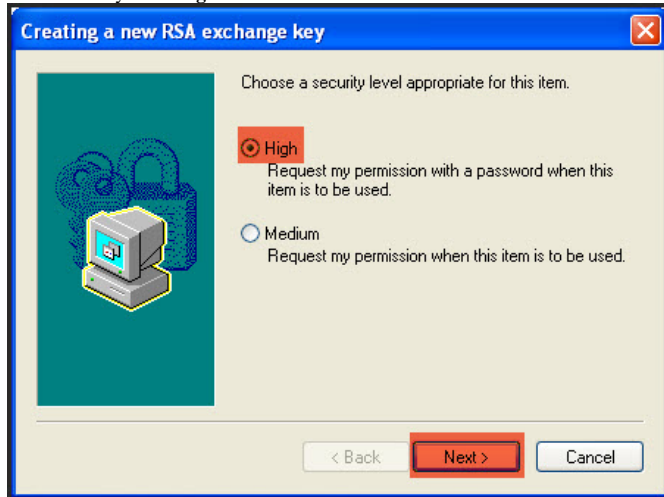 Creating a new RSA exchange key
Choose a security level appropriate for this item.
High
Request my permission with a password when this
item is to be used.
Medium
Request my permission when this item is to be used.
< Back
Next >
Cancel